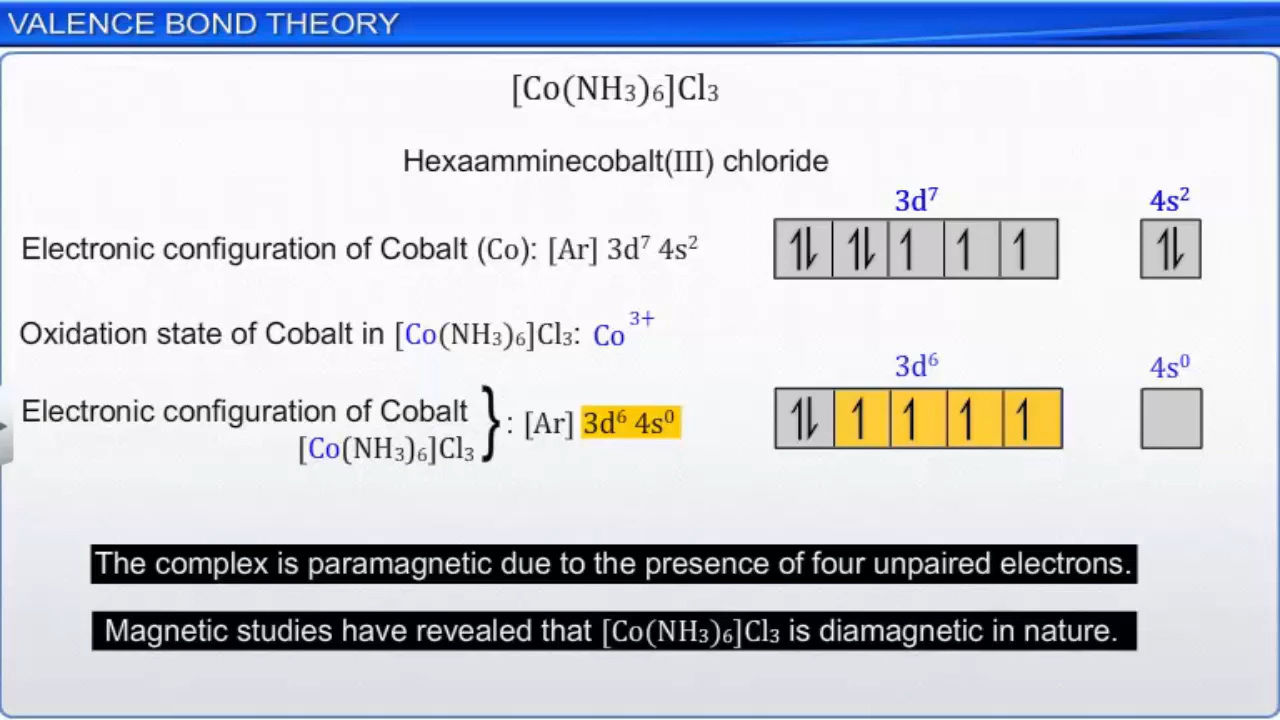 VALENCE BOND THEORY
[Co(NH₃)₆]Cl₃
Hexaamminecobalt(III) chloride
3d⁷ 4s²
Electronic configuration of Cobalt (Co): [Ar] 3d⁷ 4s² ⥮ ⥮ ↿ ↿ ↿ ⥮
Oxidation state of Cobalt in [Co(NH₃)₆]Cl₃: Co³⁺
3d⁶ 4s⁰
Electronic configuration of Cobalt
[Co(NH₃)₆]Cl₃ } : [Ar] 3d⁶ 4s⁰ ⥮ ↿ ↿ ↿ ↿
The complex is paramagnetic due to the presence of four unpaired electrons.
Magnetic studies have revealed that [Co(NH₃)₆]Cl₃ is diamagnetic in nature.